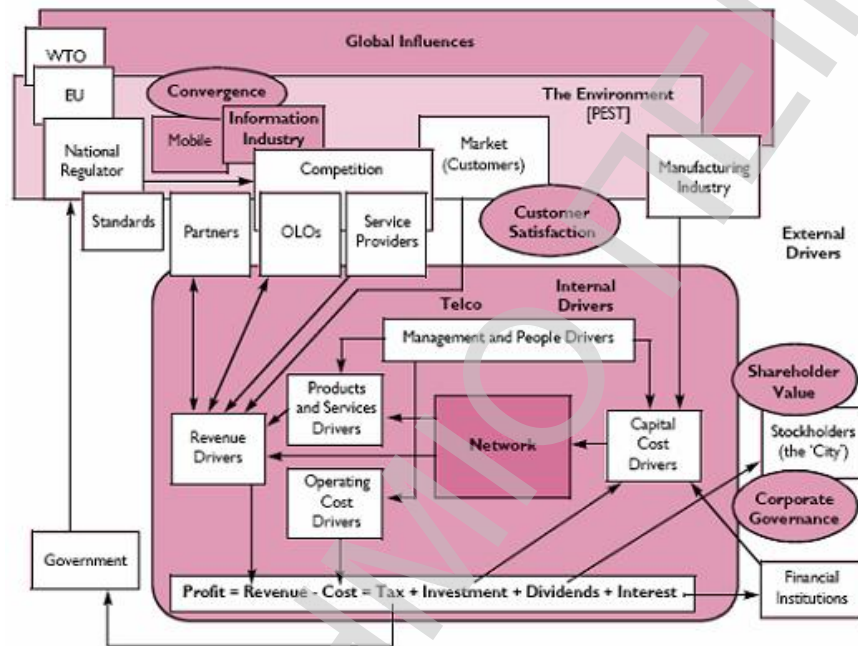 Global Influences
WTO
EU
Convergence
The Environment
[PEST]
Mobile
Information
Industry
National
Regulator
Competition
Market
(Customers)
Manufacturing
Industry
Standards
Partners
OLOs
Service
Providers
Customer
Satisfaction
External
Drivers
Telco
Internal
Drivers
Management and People Drivers
Products
and Services
Drivers
Revenue
Drivers
Network
Capital
Cost
Drivers
Operating
Cost
Drivers
Shareholder
Value
Stockholders
(the 'City')
Corporate
Governance
Government
Profit = Revenue - Cost = Tax + Investment + Dividends + Interest
Financial
Institutions